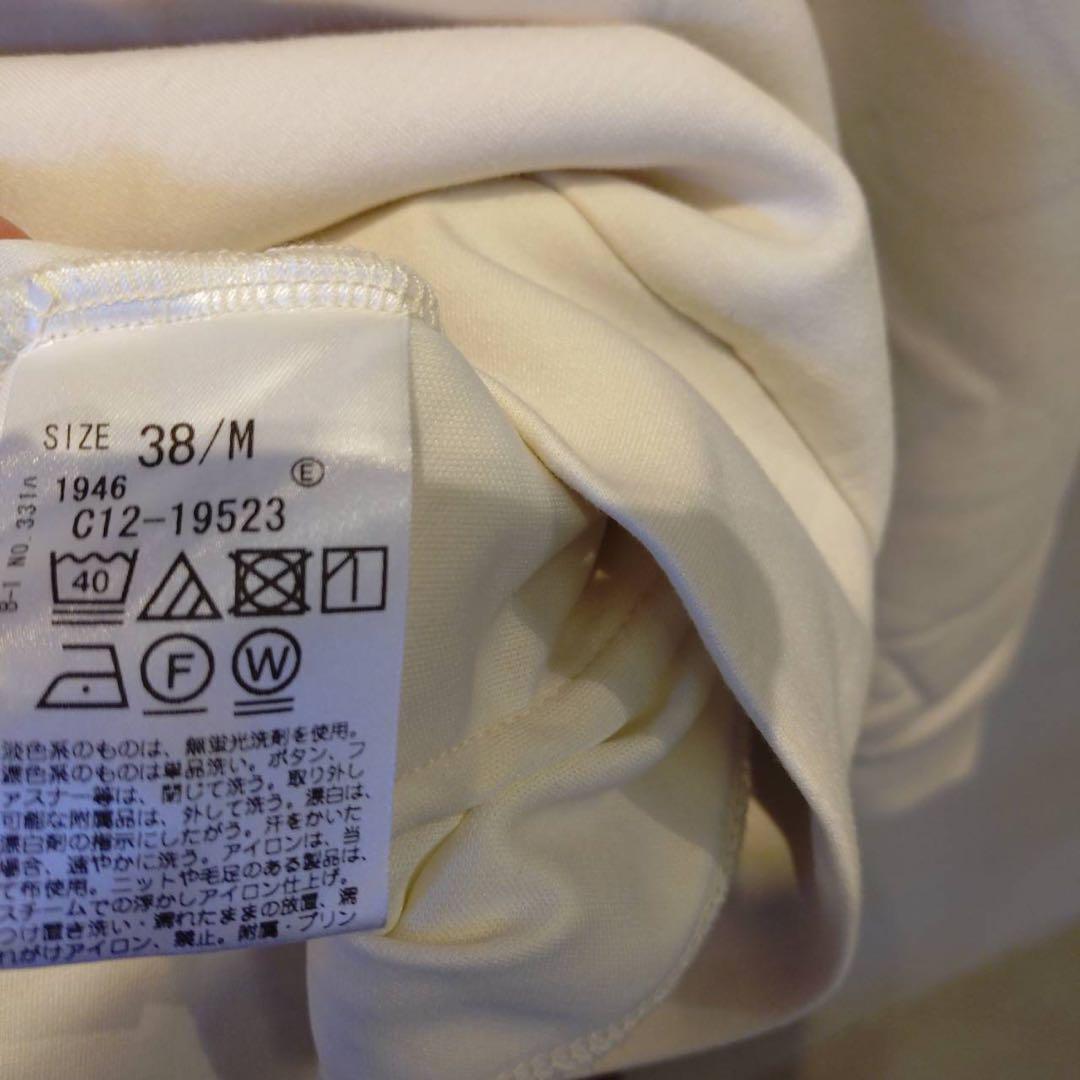 SIZE 38/M
E
1946
C12-19523
B-1 NO.331
40
F
W
淡色系のものは、無蛍光洗剤を使用。
濃色系のものは単品洗い。ボタン、フ
ァスナー等は、閉じて洗う。取り外し
可能な附属品は、外して洗う。漂白は、
漂白剤の指示にしたがう。汗をかいた
場合、速やかに洗う。アイロンは、当
て布使用。ニットや毛足のある製品は、
スチームでの浮かしアイロン仕上げ。
つけ置き洗い・濡れたままの放置、濡
れがけアイロン、禁止。附属・プリン